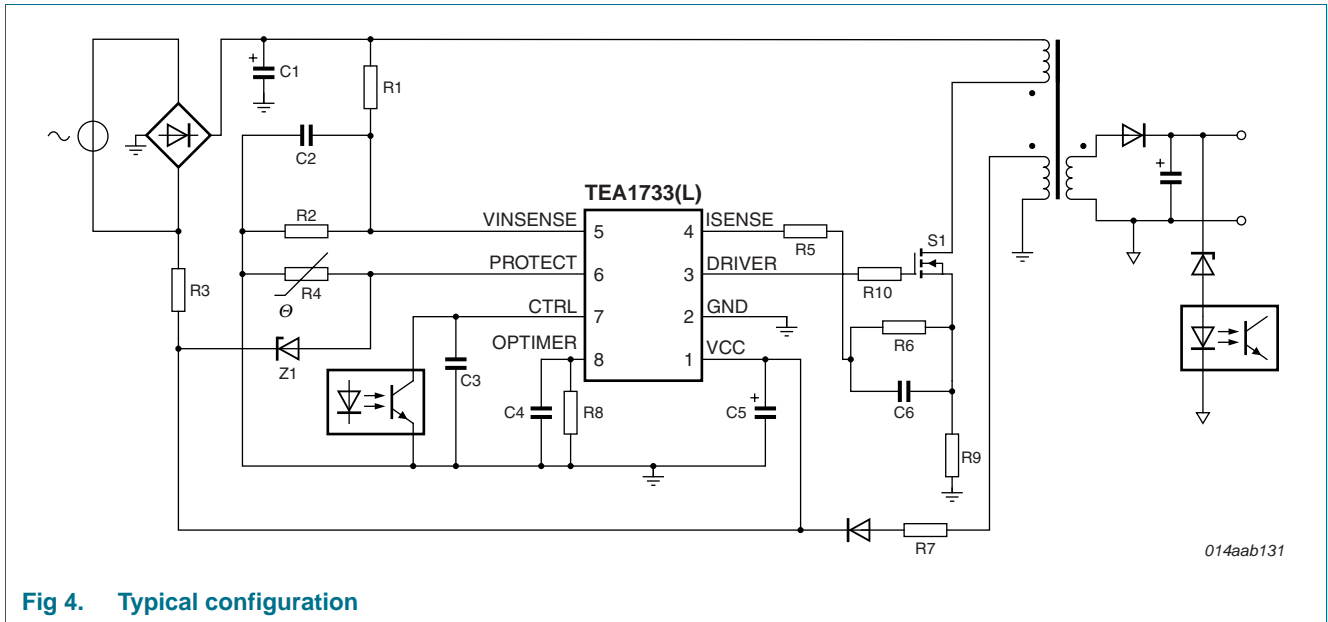 C1
R1
C2
TEA1733(L)
R2
VINSENSE
5
4
ISENSE
R5
S1
PROTECT
6
3
DRIVER
R3
R4
Θ
R10
CTRL
7
2
GND
OPTIMER
8
1
VCC
R6
Z1
C3
C4
R8
C5
C6
R9
R7
014aab131
Fig 4. Typical configuration